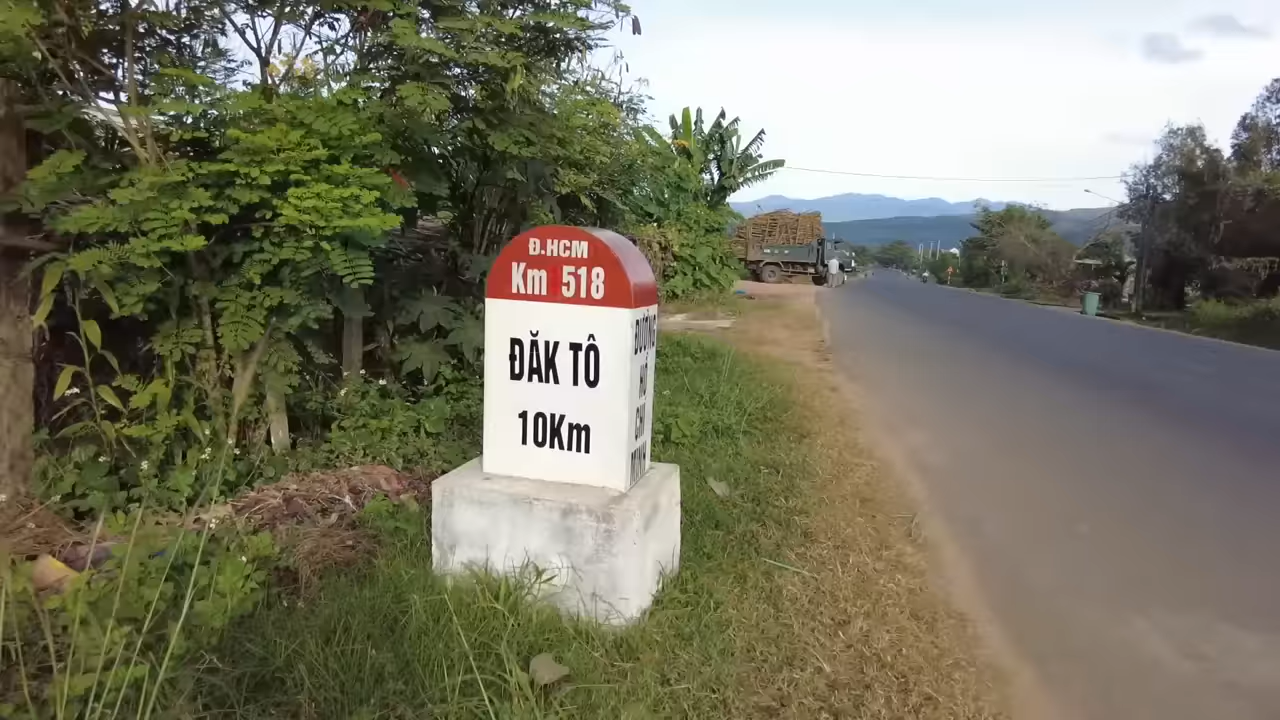 Đ.HCM
Km 518
ĐĂK TÔ
10Km
ĐƯỜNG
HỒ
CHÍ
MINH